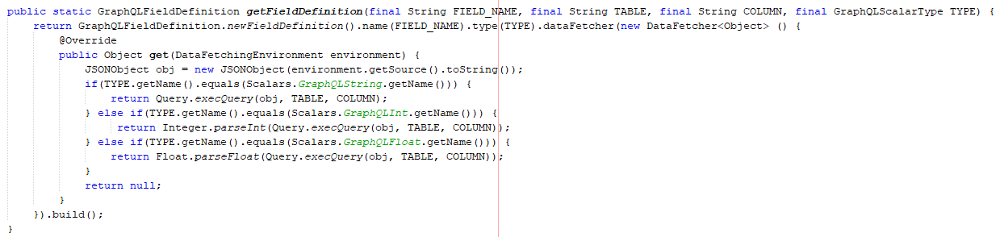 public static GraphQLFieldDefinition getFieldDefinition(final String FIELD_NAME, final String TABLE, final String COLUMN, final GraphQLScalarType TYPE) {
    return GraphQLFieldDefinition.newFieldDefinition().name(FIELD_NAME).type(TYPE).dataFetcher(new DataFetcher<Object> () {
        @Override
        public Object get(DataFetchingEnvironment environment) {
            JSONObject obj = new JSONObject(environment.getSource().toString());
            if(TYPE.getName().equals(Scalars.GraphQLString.getName())) {
                return Query.execQuery(obj, TABLE, COLUMN);
            } else if(TYPE.getName().equals(Scalars.GraphQLInt.getName())) {
                 return Integer.parseInt(Query.execQuery(obj, TABLE, COLUMN));
            } else if(TYPE.getName().equals(Scalars.GraphQLFloat.getName())) {
                return Float.parseFloat(Query.execQuery(obj, TABLE, COLUMN));
            }
            return null;
        }
    }).build();
}